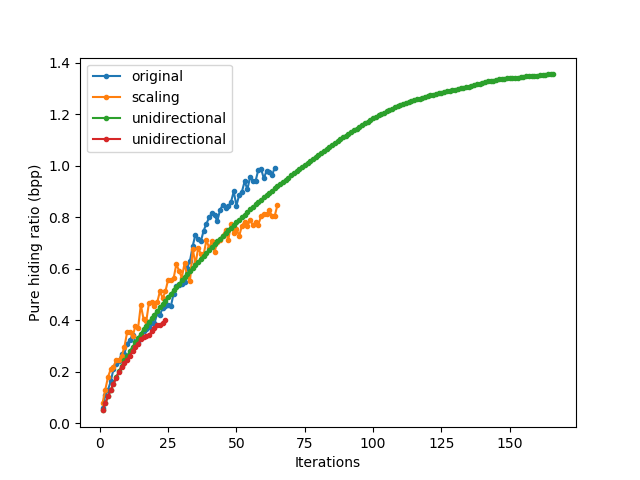 original
scaling
unidirectional
unidirectional
Pure hiding ratio (bpp)
1.4
1.2
1.0
0.8
0.6
0.4
0.2
0.0
0 25 50 75 100 125 150
Iterations